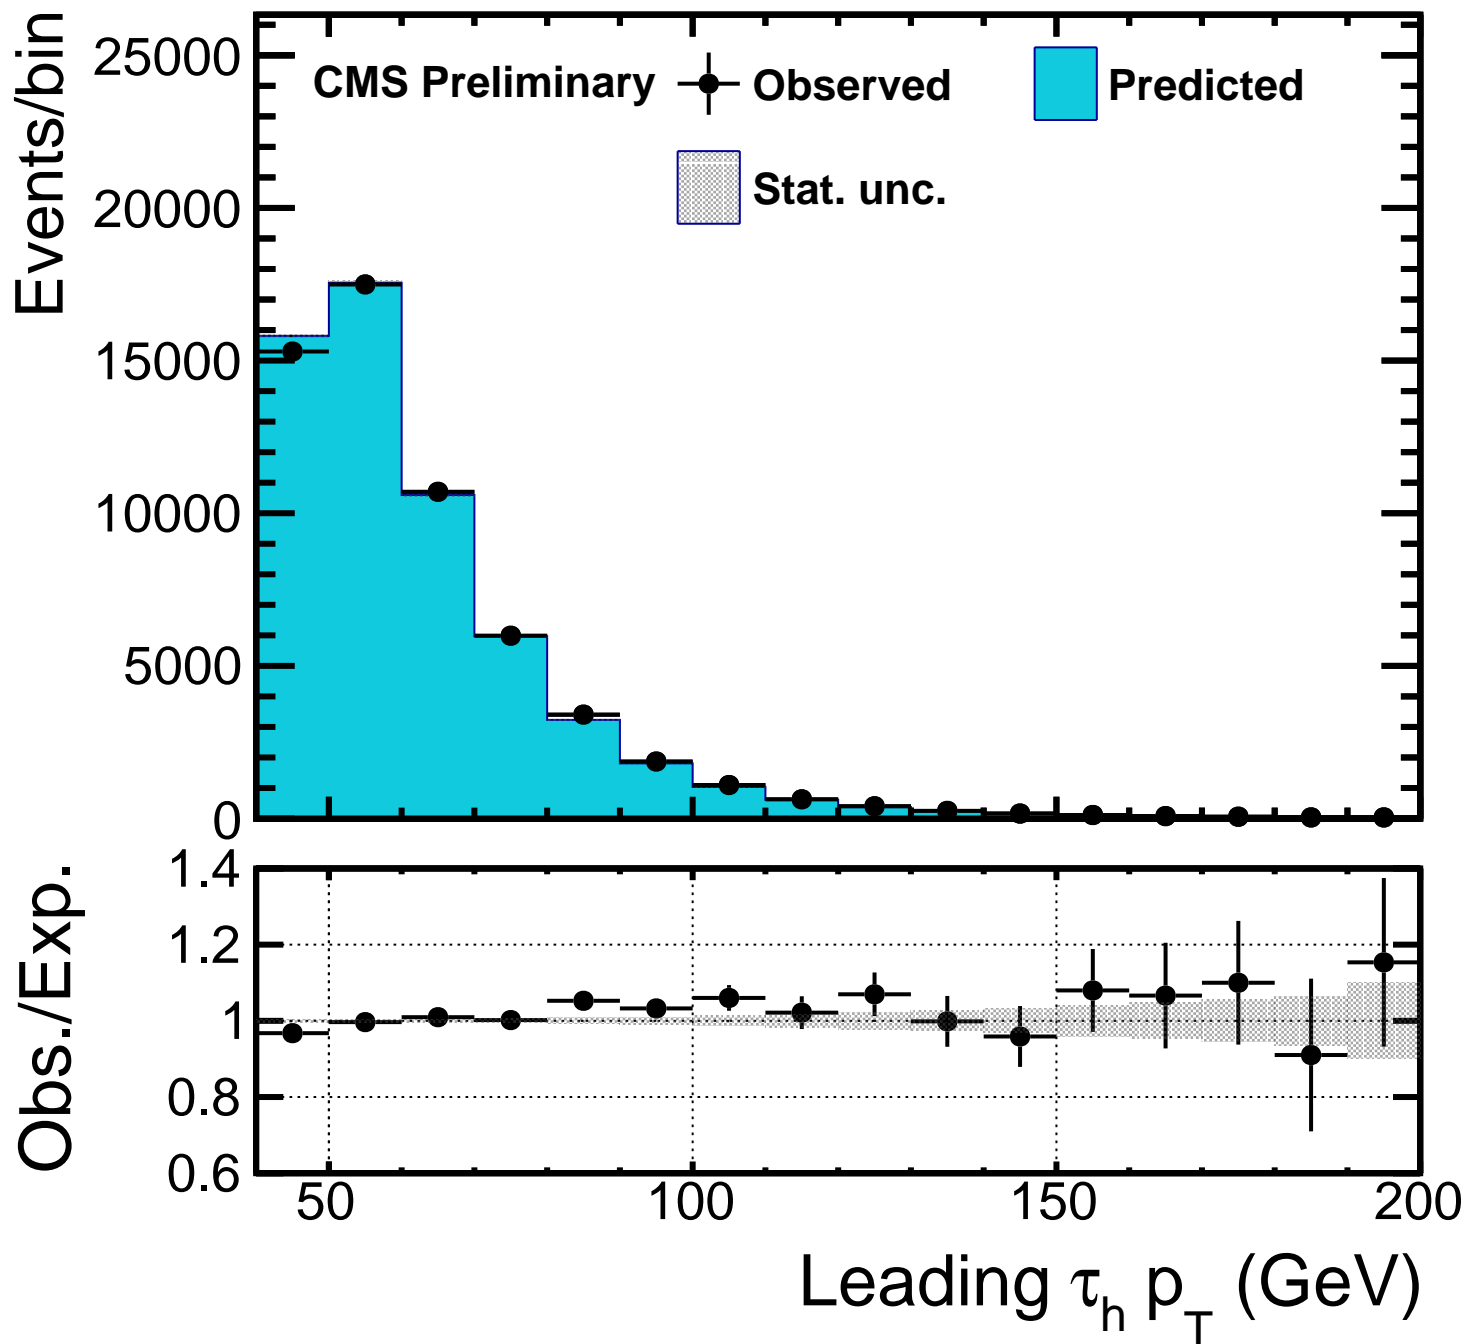 Events/bin
25000
20000
15000
10000
5000
0
CMS Preliminary
Observed
Predicted
Stat. unc.
Obs./Exp.
1.4
1.2
1
0.8
0.6
50 100 150 200
Leading τh pT (GeV)